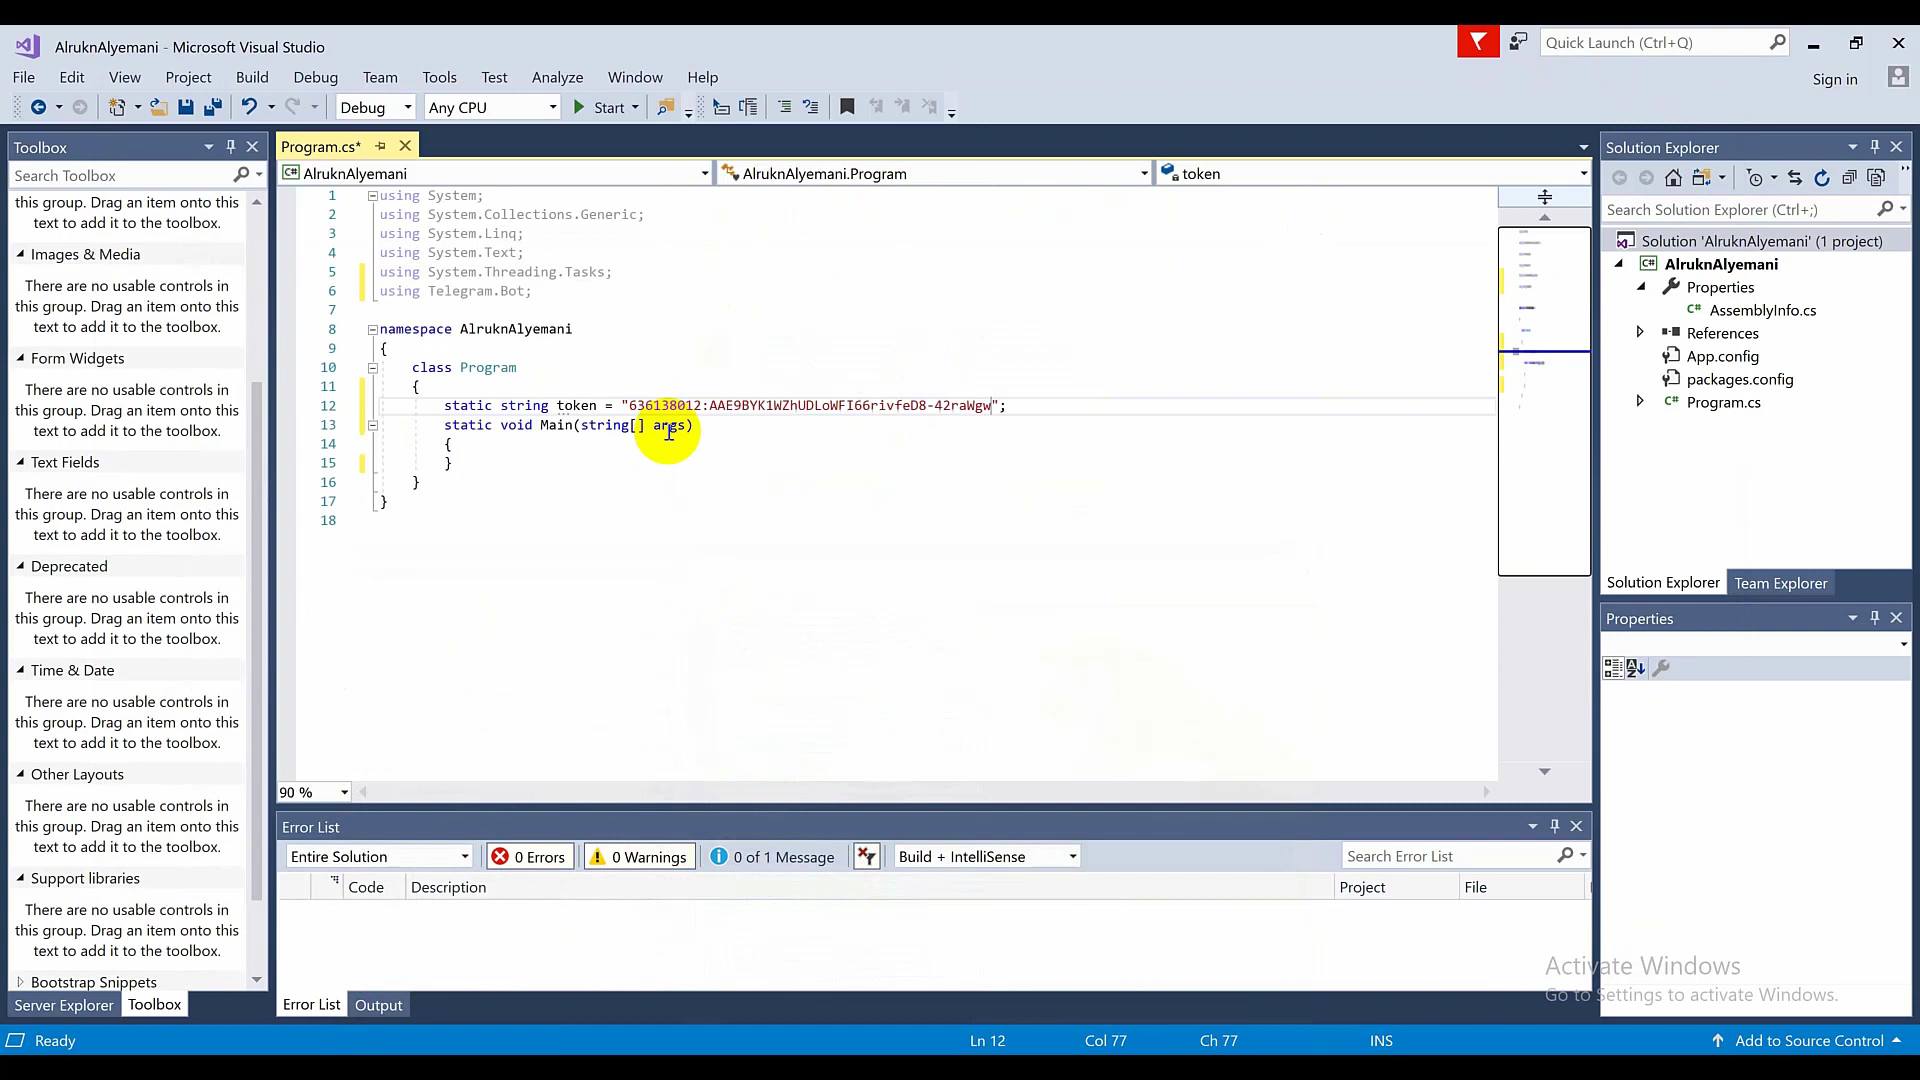 AlruknAlyemani - Microsoft Visual Studio
Quick Launch (Ctrl+Q)
File Edit View Project Build Debug Team Tools Test Analyze Window Help
Sign in
Debug Any CPU Start
Toolbox
Search Toolbox
this group. Drag an item onto this
text to add it to the toolbox.
Images & Media
There are no usable controls in
this group. Drag an item onto this
text to add it to the toolbox.
Form Widgets
There are no usable controls in
this group. Drag an item onto this
text to add it to the toolbox.
Text Fields
There are no usable controls in
this group. Drag an item onto this
text to add it to the toolbox.
Deprecated
There are no usable controls in
this group. Drag an item onto this
text to add it to the toolbox.
Time & Date
There are no usable controls in
this group. Drag an item onto this
text to add it to the toolbox.
Other Layouts
There are no usable controls in
this group. Drag an item onto this
text to add it to the toolbox.
Support libraries
There are no usable controls in
this group. Drag an item onto this
text to add it to the toolbox.
Bootstrap Snippets
Server Explorer Toolbox
Program.cs*
AlruknAlyemani AlruknAlyemani.Program token
1 using System;
2 using System.Collections.Generic;
3 using System.Linq;
4 using System.Text;
5 using System.Threading.Tasks;
6 using Telegram.Bot;
7
8 namespace AlruknAlyemani
9 {
10 class Program
11 {
12 static string token = "636138012:AAE9BYK1WZhUDLoWFI66rivfeD8-42raWgw";
13 static void Main(string[] args)
14 {
15 }
16 }
17 }
18
90 %
Error List
Entire Solution 0 Errors 0 Warnings 0 of 1 Message Build + IntelliSense Search Error List
Code Description Project File
Error List Output
Solution Explorer
Search Solution Explorer (Ctrl+;)
Solution 'AlruknAlyemani' (1 project)
AlruknAlyemani
Properties
AssemblyInfo.cs
References
App.config
packages.config
Program.cs
Solution Explorer Team Explorer
Properties
Activate Windows
Go to Settings to activate Windows.
Ready Ln 12 Col 77 Ch 77 INS Add to Source Control